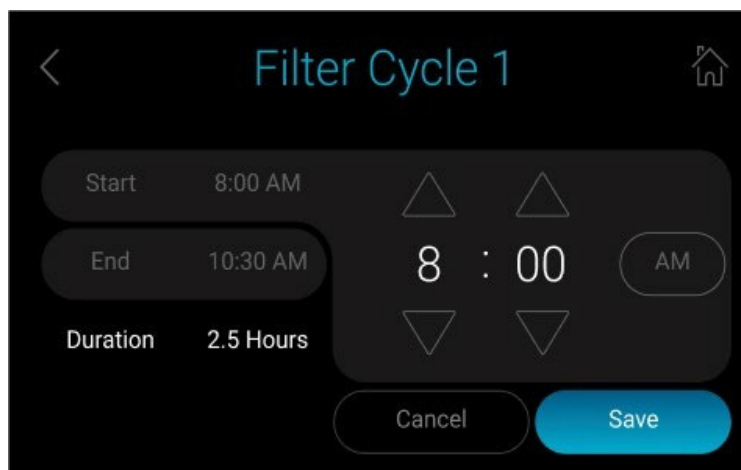 Filter Cycle 1
Start 8:00 AM
End 10:30 AM
Duration 2.5 Hours
8 : 00 AM
Cancel Save